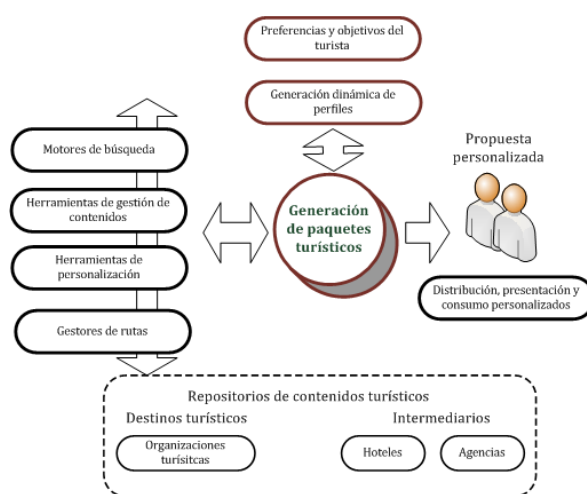 Preferencias y objetivos del
turista
Generación dinámica de
perfiles
Motores de búsqueda
Herramientas de gestión de
contenidos
Herramientas de
personalización
Gestores de rutas
Generación
de paquetes
turísticos
Propuesta
personalizada
Distribución, presentación y
consumo personalizados
Repositorios de contenidos turísticos
Destinos turísticos
Intermediarios
Organizaciones
turísitcas
Hoteles
Agencias